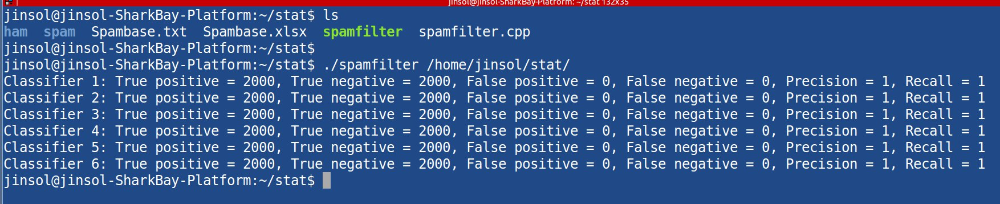 jinsol@jinsol-SharkBay-Platform: ~/stat 132x35
jinsol@jinsol-SharkBay-Platform:~/stat$ ls
ham  spam  Spambase.txt  Spambase.xlsx  spamfilter  spamfilter.cpp
jinsol@jinsol-SharkBay-Platform:~/stat$
jinsol@jinsol-SharkBay-Platform:~/stat$ ./spamfilter /home/jinsol/stat/
Classifier 1: True positive = 2000, True negative = 2000, False positive = 0, False negative = 0, Precision = 1, Recall = 1
Classifier 2: True positive = 2000, True negative = 2000, False positive = 0, False negative = 0, Precision = 1, Recall = 1
Classifier 3: True positive = 2000, True negative = 2000, False positive = 0, False negative = 0, Precision = 1, Recall = 1
Classifier 4: True positive = 2000, True negative = 2000, False positive = 0, False negative = 0, Precision = 1, Recall = 1
Classifier 5: True positive = 2000, True negative = 2000, False positive = 0, False negative = 0, Precision = 1, Recall = 1
Classifier 6: True positive = 2000, True negative = 2000, False positive = 0, False negative = 0, Precision = 1, Recall = 1
jinsol@jinsol-SharkBay-Platform:~/stat$